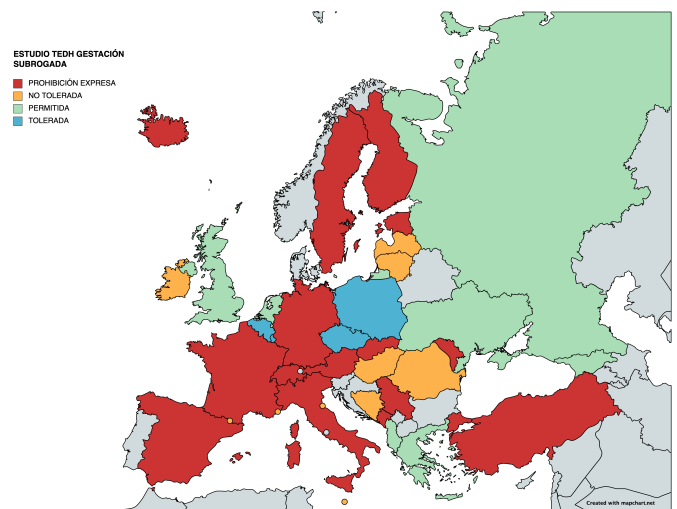 ESTUDIO TEDH GESTACIÓN
SUBROGADA
PROHIBICIÓN EXPRESA
NO TOLERADA
PERMITIDA
TOLERADA
Created with mapchart.net